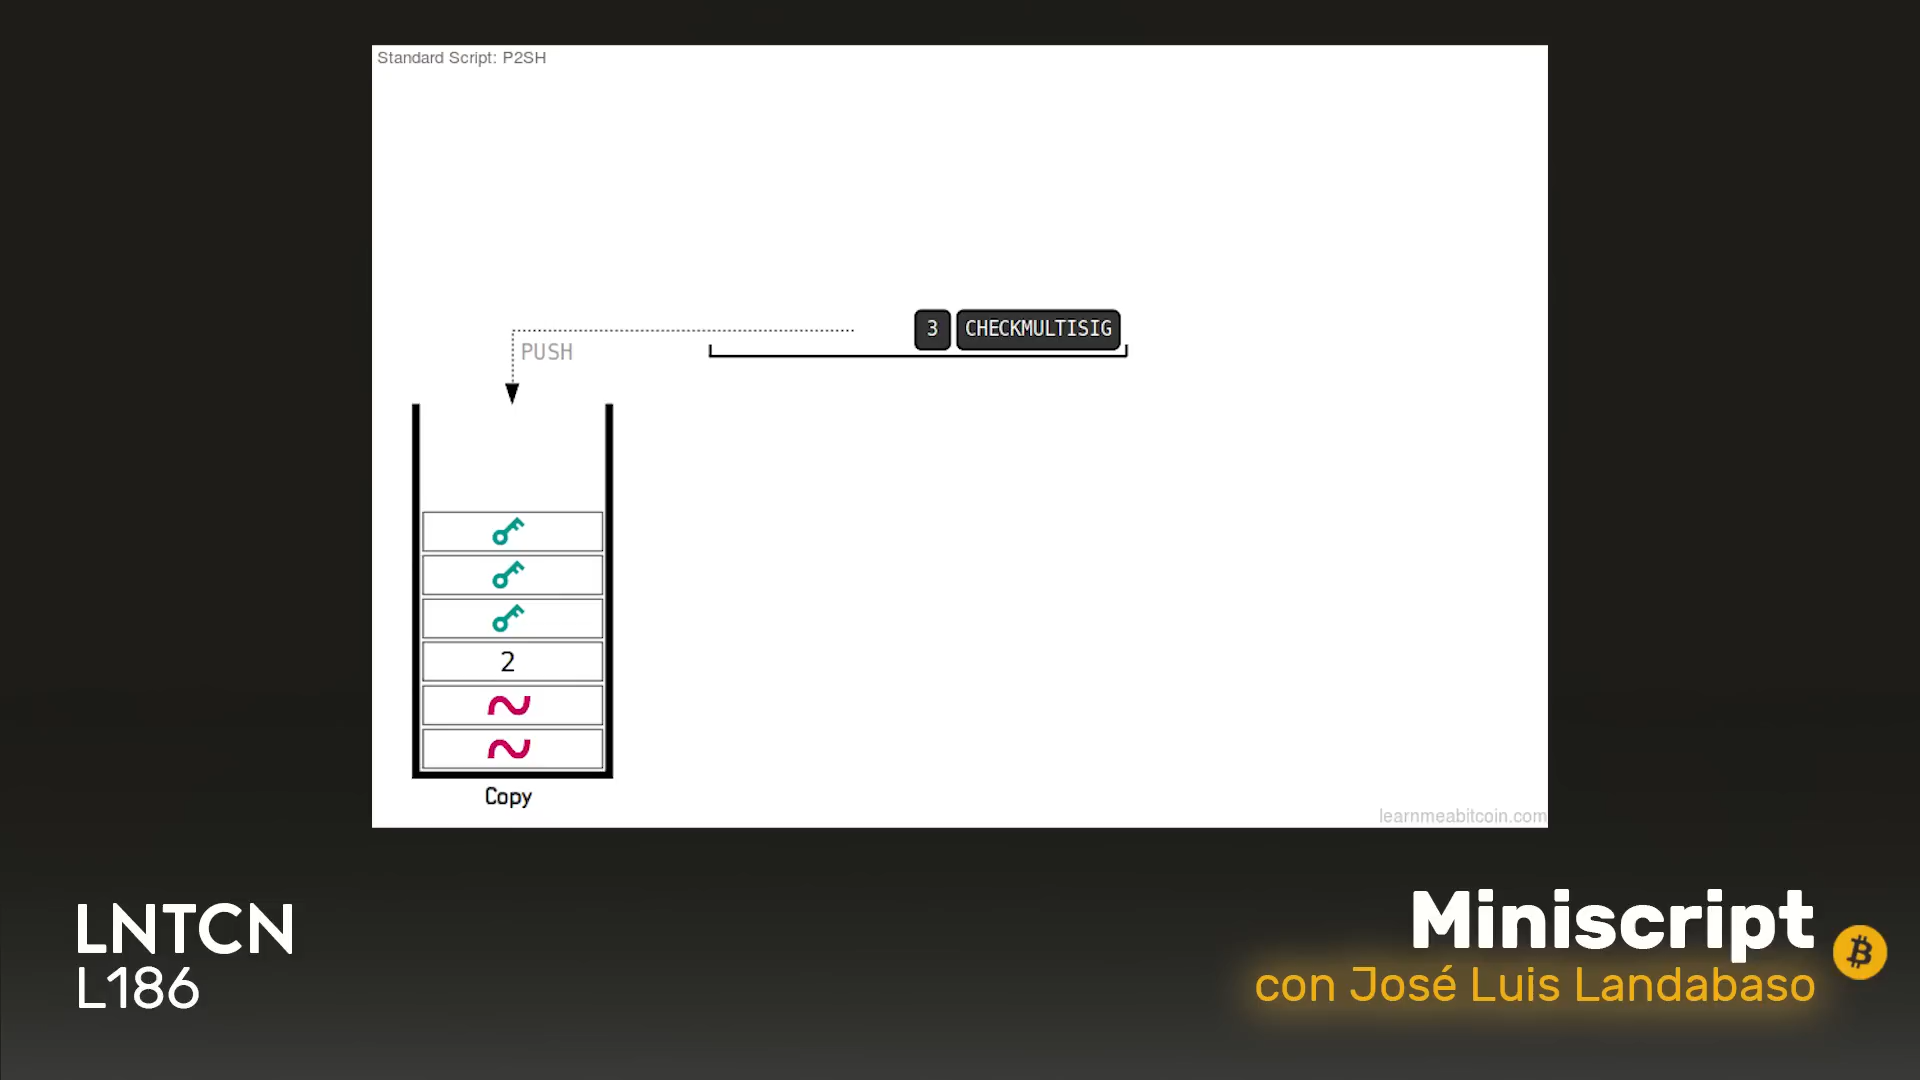 Standard Script: P2SH
3 CHECKMULTISIG
PUSH
2
Copy
learnmeabitcoin.com
LNTCN
L186
Miniscript
con José Luis Landabaso